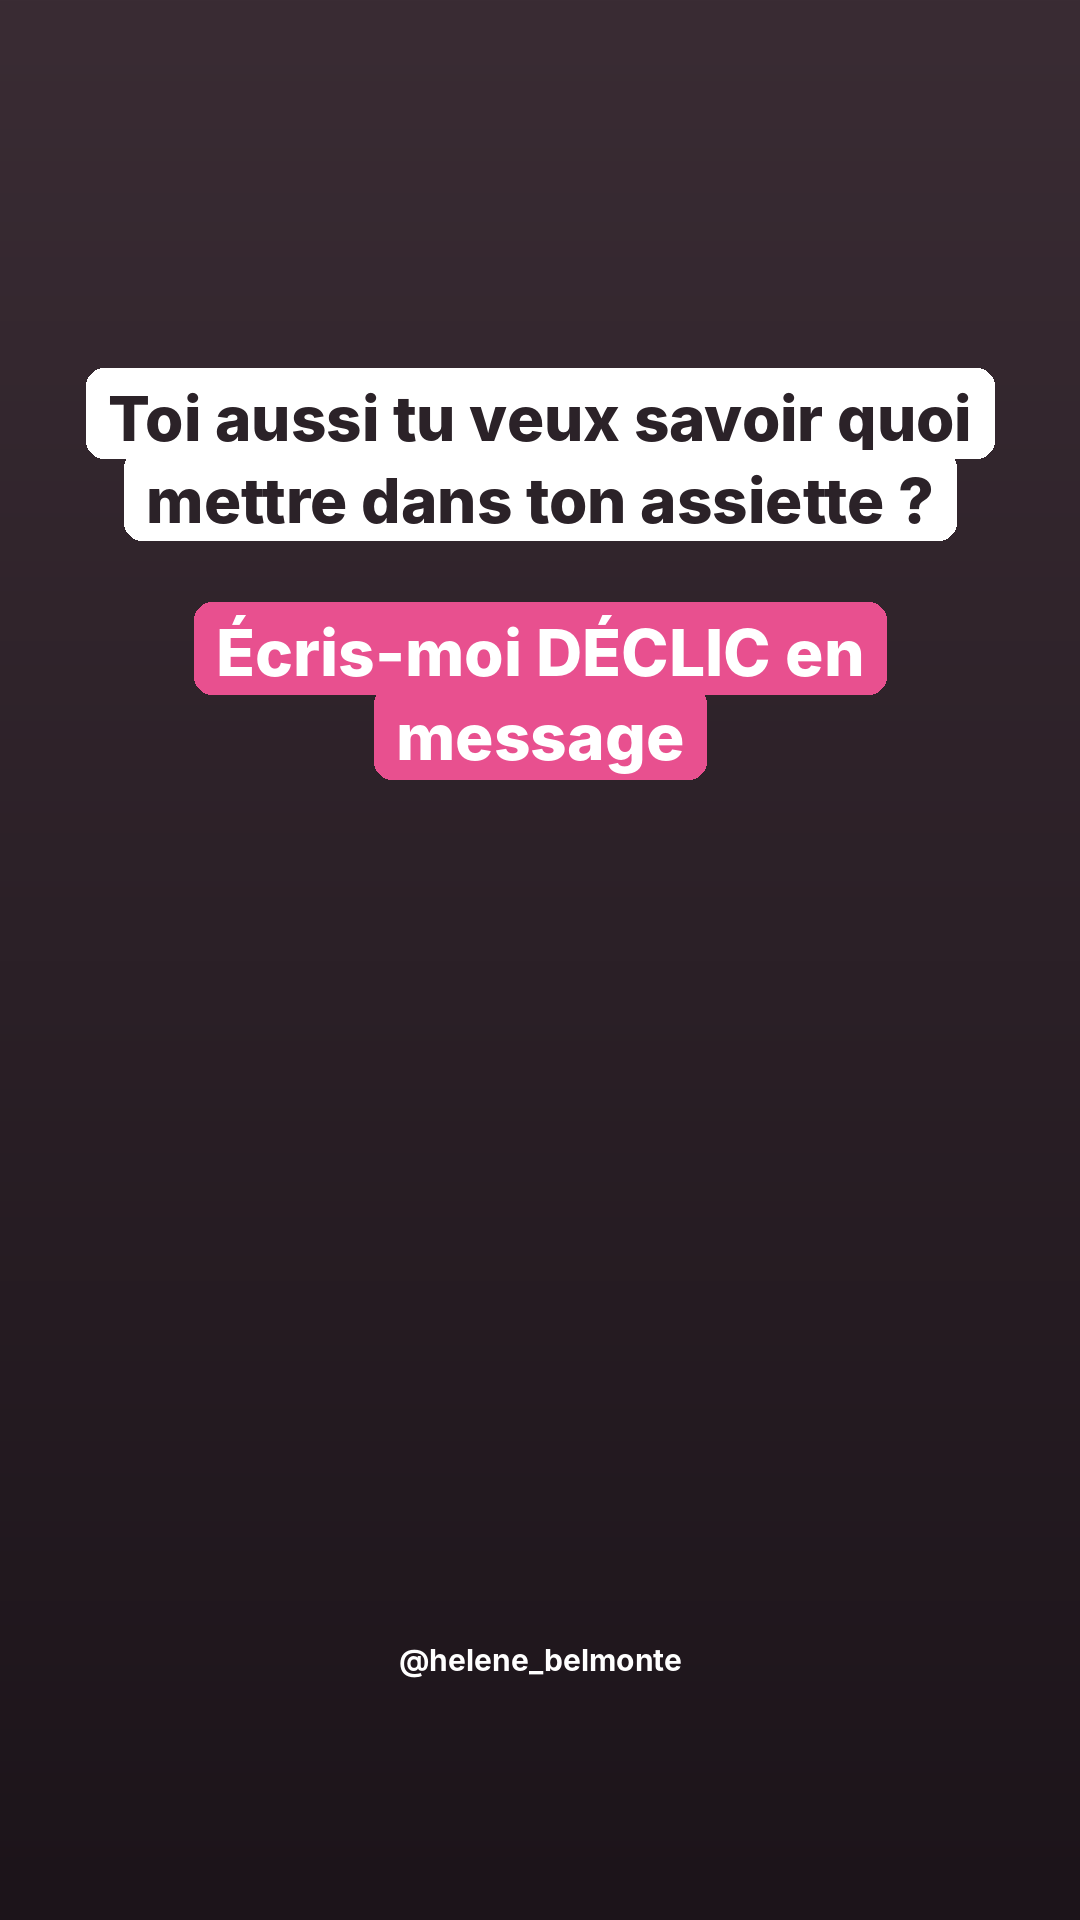 Toi aussi tu veux savoir quoi
mettre dans ton assiette ?
Écris-moi DÉCLIC en
message
@helene_belmonte